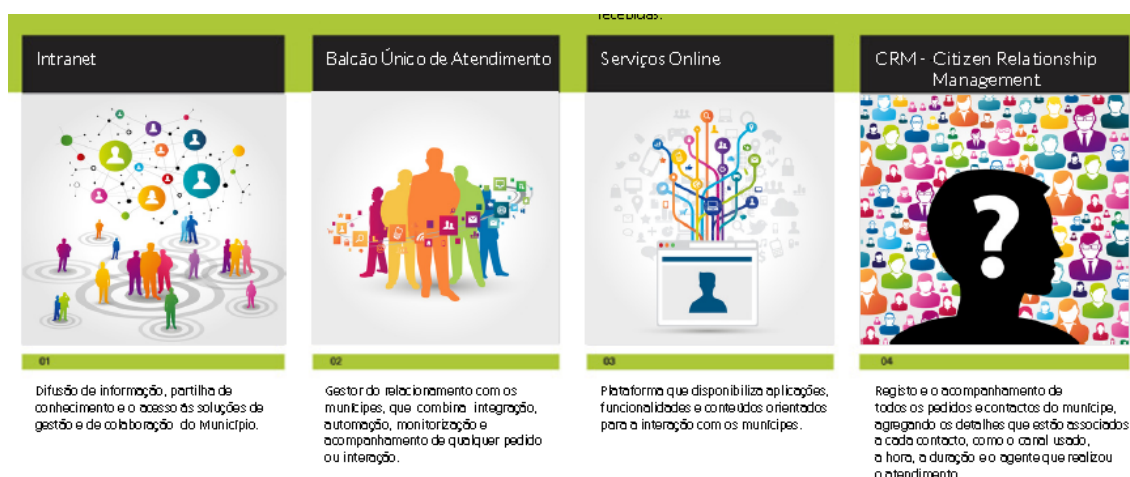 recebidas.
Intranet
Balcão Único de Atendimento
Serviços Online
CRM - Citizen Relationship
Management
?
01
Difusão de informação, partilha de
conhecimento e o acesso às soluções de
gestão e de colaboração do Município.
02
Gestor do relacionamento com os
munícipes, que combina integração,
automação, monitorização e
acompanhamento de qualquer pedido
ou interação.
03
Plataforma que disponibiliza aplicações,
funcionalidades e conteúdos orientados
para a interação com os munícipes.
04
Registo e o acompanhamento de
todos os pedidos e contactos do munícipe,
agregando os detalhes que estão associados
a cada contacto, como o canal usado,
a hora, a duração e o agente que realizou
o atendimento